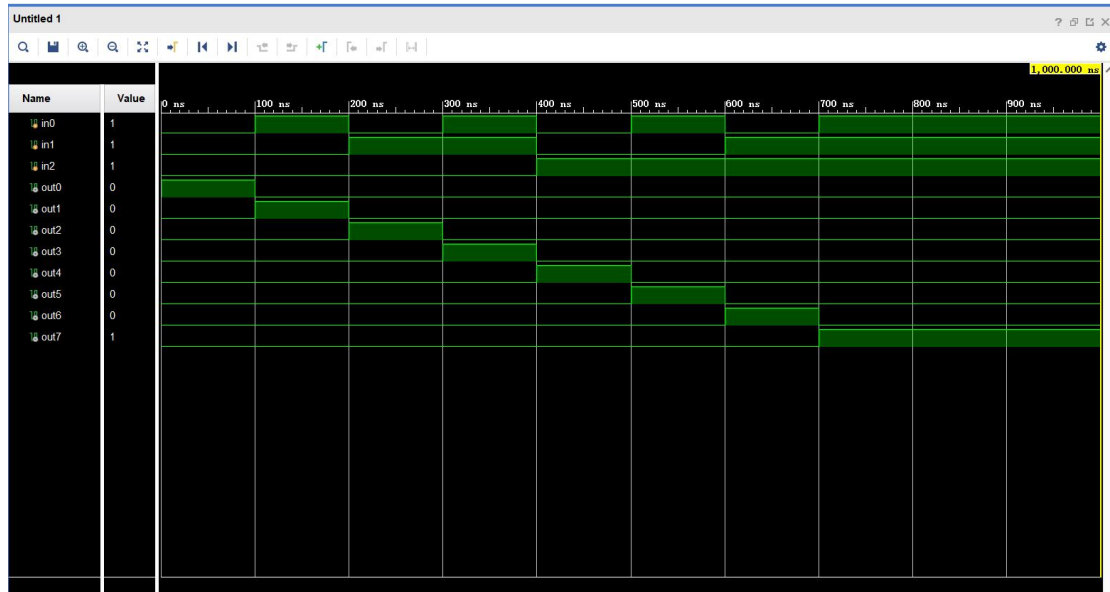 Untitled 1
?
1,000.000 ns
Name Value 0 ns 100 ns 200 ns 300 ns 400 ns 500 ns 600 ns 700 ns 800 ns 900 ns
in0 1
in1 1
in2 1
out0 0
out1 0
out2 0
out3 0
out4 0
out5 0
out6 0
out7 1